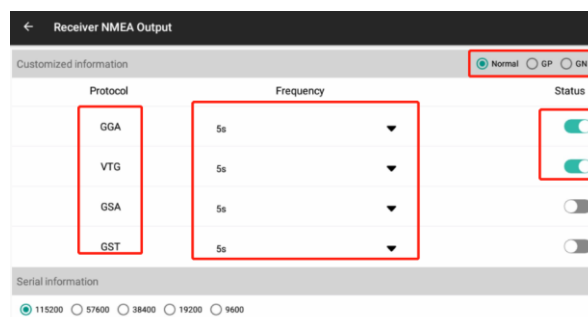 ← Receiver NMEA Output
Customized information Normal GP GN
Protocol Frequency Status
GGA 5s
VTG 5s
GSA 5s
GST 5s
Serial information
115200 57600 38400 19200 9600